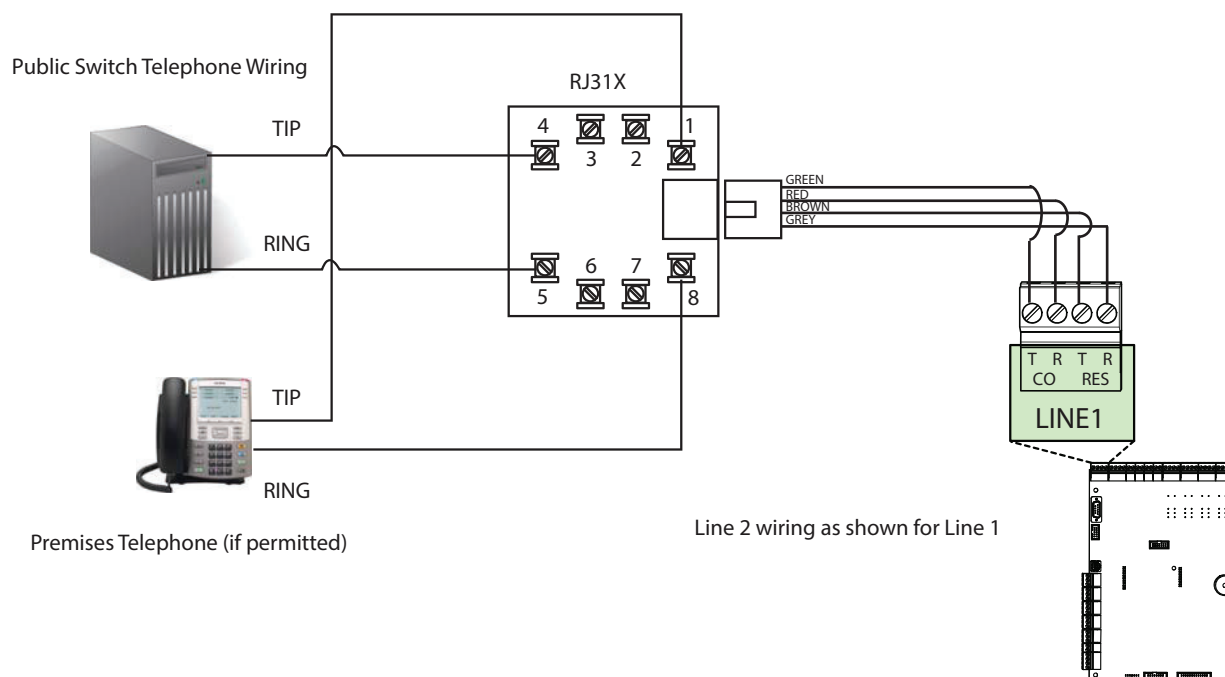 Public Switch Telephone Wiring
RJ31X
TIP
4
3
2
1
GREEN
RED
BROWN
GREY
RING
5
6
7
8
T R T R
CO RES
LINE1
TIP
RING
Premises Telephone (if permitted)
Line 2 wiring as shown for Line 1